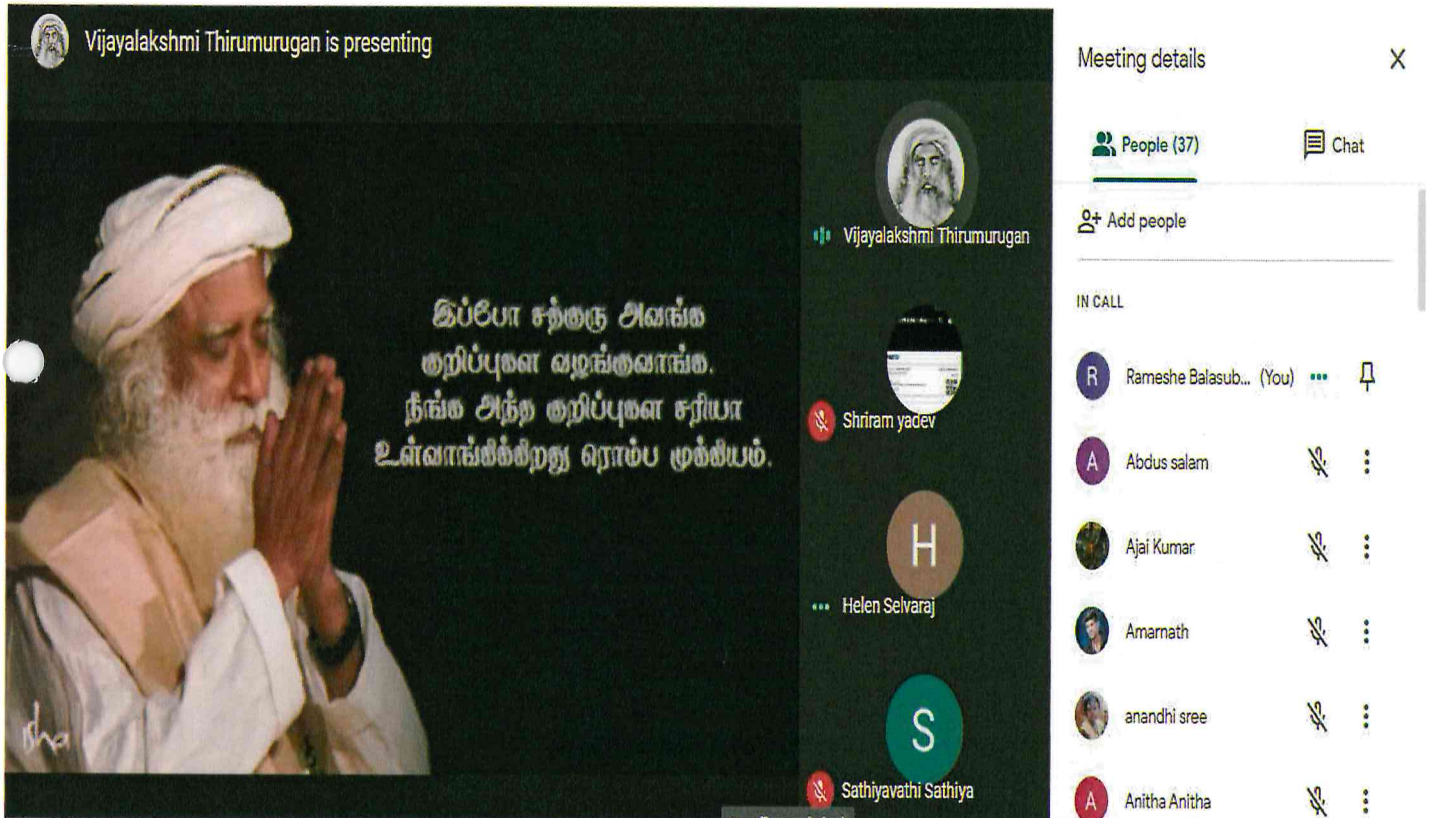 Vijayalakshmi Thirumurugan is presenting
இப்போ சத்குரு அவங்க
குறிப்புகள வழங்குவாங்க.
நீங்க அந்த குறிப்புகள சரியா
உள்வாங்கிக்கிறது ரொம்ப முக்கியம்.
isha
Vijayalakshmi Thirumurugan
Shriram yadev
H
Helen Selvaraj
S
Sathiyavathi Sathiya
Meeting details
People (37)
Chat
Add people
IN CALL
R
Rameshe Balasub... (You)
A
Abdus salam
Ajai Kumar
Amarnath
anandhi sree
A
Anitha Anitha